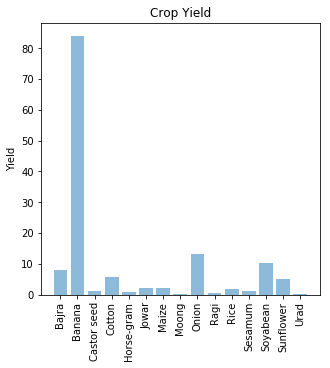 Crop Yield
Yield
80
70
60
50
40
30
20
10
0
Bajra
Banana
Castor seed
Cotton
Horse-gram
Jowar
Maize
Moong
Onion
Ragi
Rice
Sesamum
Soyabean
Sunflower
Urad